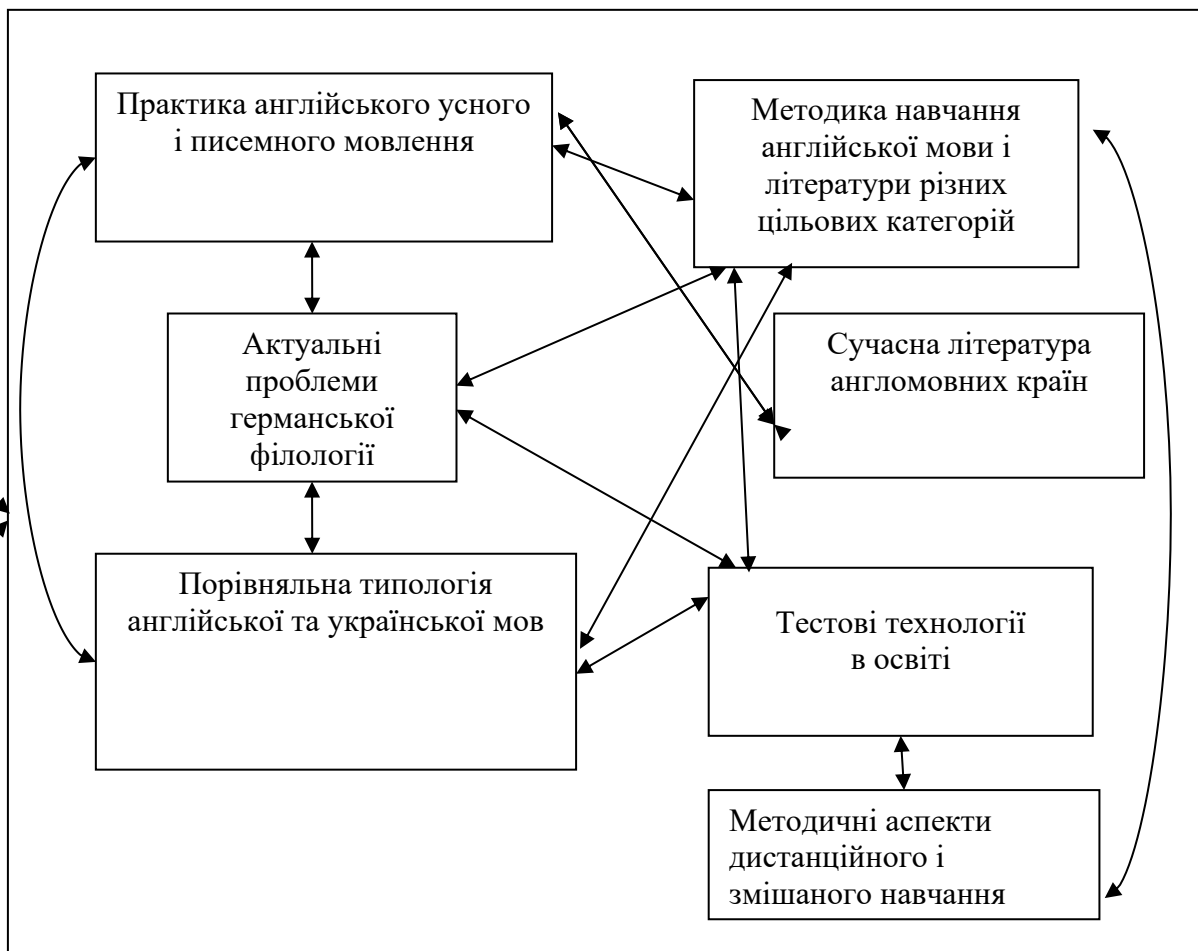 Практика англійського усного
і писемного мовлення
Методика навчання
англійської мови і
літератури різних
цільових категорій
Актуальні
проблеми
германської
філології
Сучасна література
англомовних країн
Порівняльна типологія
англійської та української мов
Тестові технології
в освіті
Методичні аспекти
дистанційного і
змішаного навчання